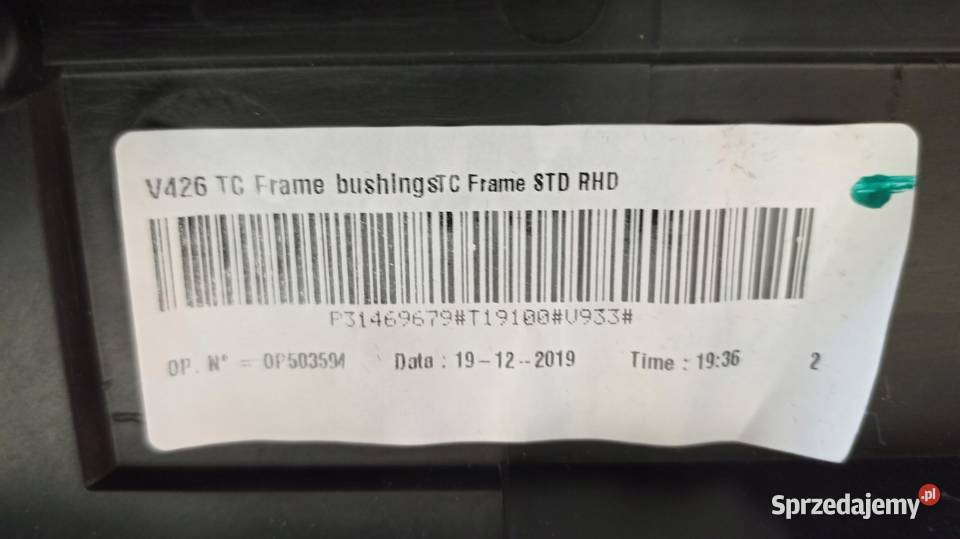 V426 TC Frame bushingsTC Frame STD RHD
P31469679#T19100#V933#
OP. N° = OP503594 Data : 19-12-2019 Time : 19:36 2
Sprzedajemy.pl